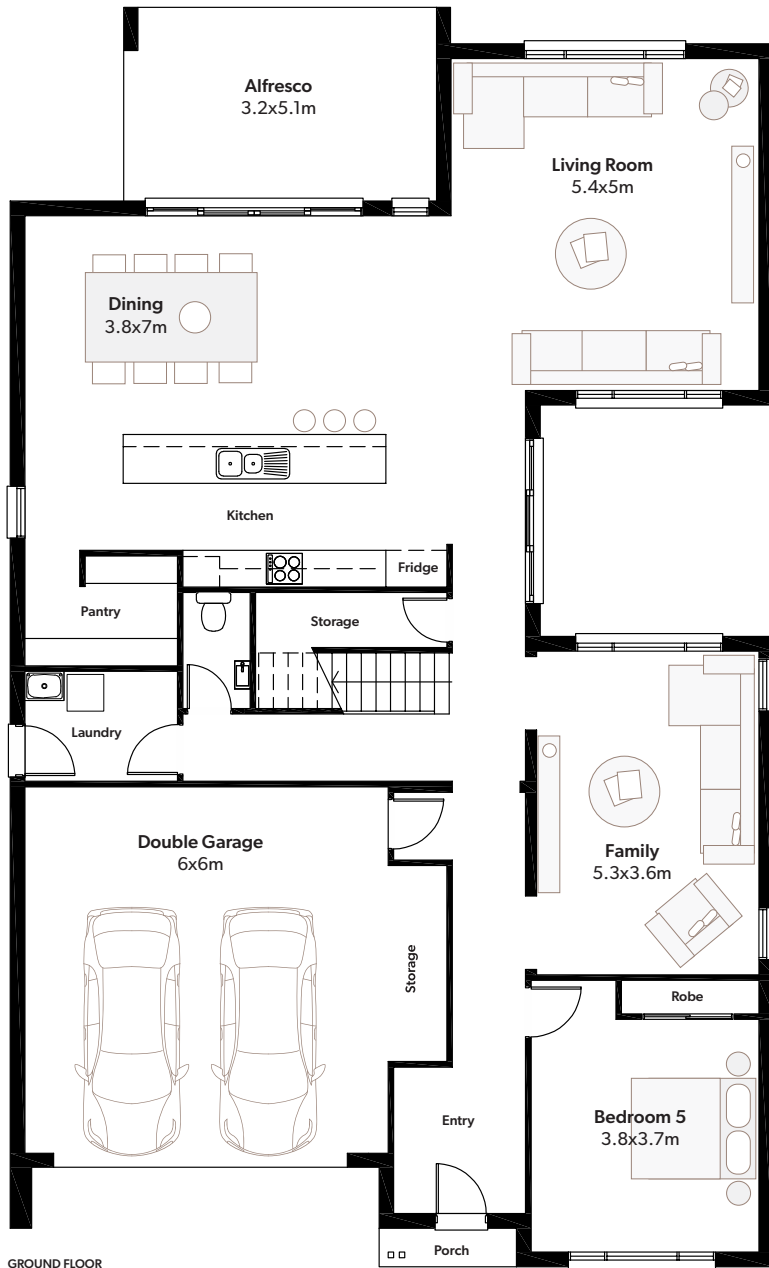 Alfresco
3.2x5.1m
Living Room
5.4x5m
Dining
3.8x7m
Kitchen
Fridge
Pantry
Storage
Laundry
Double Garage
6x6m
Family
5.3x3.6m
Storage
Robe
Entry
Bedroom 5
3.8x3.7m
Porch
GROUND FLOOR